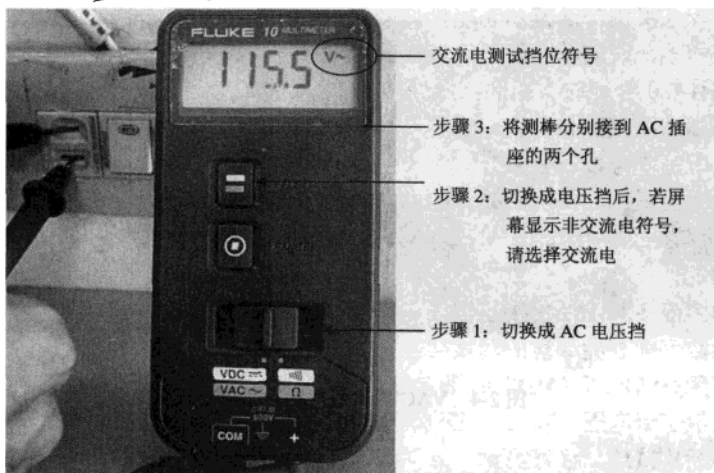 FLUKE 10 MULTIMETER
115.5 V~
交流电测试挡位符号
步骤 3：将测棒分别接到 AC 插
座的两个孔
步骤 2：切换成电压挡后，若屏
幕显示非交流电符号，
请选择交流电
步骤 1：切换成 AC 电压挡
VDC
VAC ~
Ω
600V
COM
+